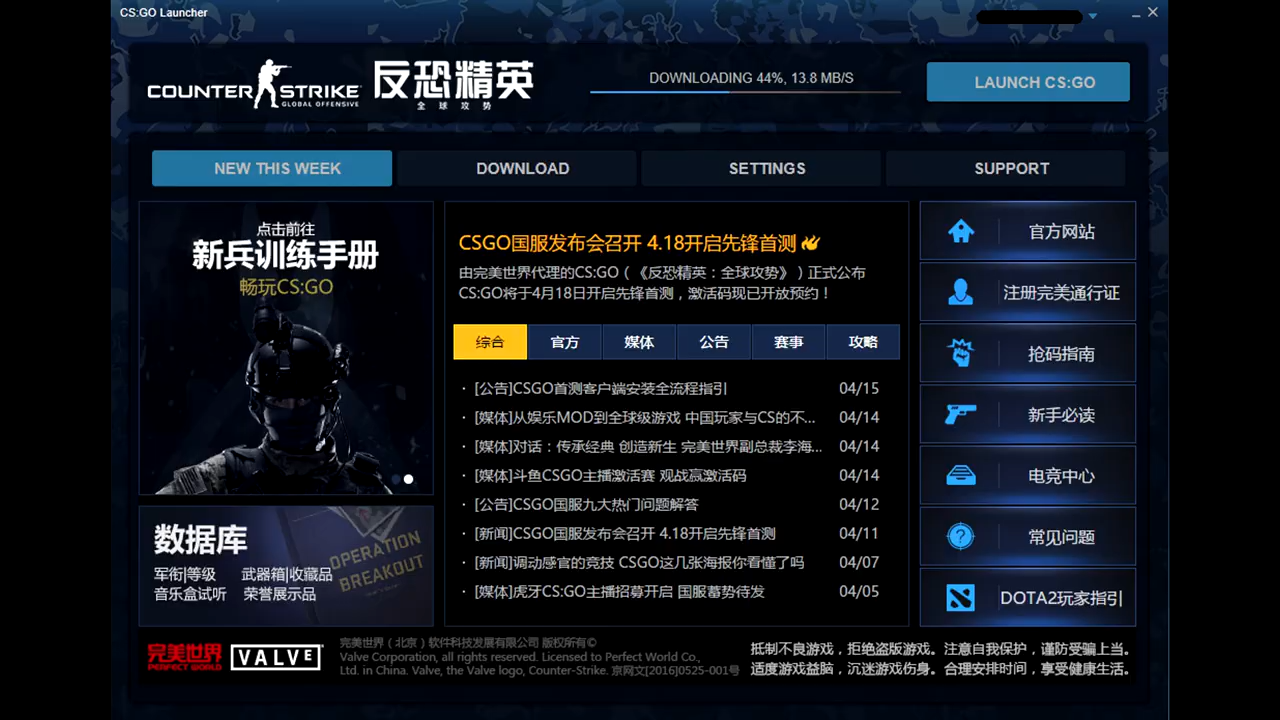 CS:GO Launcher
COUNTER STRIKE
GLOBAL OFFENSIVE
反恐精英
全球攻势
DOWNLOADING 44%, 13.8 MB/S
LAUNCH CS:GO
NEW THIS WEEK
DOWNLOAD
SETTINGS
SUPPORT
点击前往
新兵训练手册
畅玩CS:GO
数据库
军衔|等级 武器箱|收藏品
音乐盒试听 荣誉展示品
OPERATION
BREAKOUT
CSGO国服发布会召开 4.18开启先锋首测
由完美世界代理的CS:GO(《反恐精英：全球攻势》)正式公布
CS:GO将于4月18日开启先锋首测，激活码现已开放预约！
综合 官方 媒体 公告 赛事 攻略
· [公告]CSGO首测客户端安装全流程指引 04/15
· [媒体]从娱乐MOD到全球级游戏 中国玩家与CS的不... 04/14
· [媒体]对话：传承经典 创造新生 完美世界副总裁李海... 04/14
· [媒体]斗鱼CSGO主播激活赛 观战赢激活码 04/14
· [公告]CSGO国服九大热门问题解答 04/12
· [新闻]CSGO国服发布会召开 4.18开启先锋首测 04/11
· [新闻]调动感官的竞技 CSGO这几张海报你看懂了吗 04/07
· [媒体]虎牙CS:GO主播招募开启 国服蓄势待发 04/05
官方网站
注册完美通行证
抢码指南
新手必读
电竞中心
常见问题
DOTA2玩家指引
完美世界
PERFECT WORLD
VALVE
完美世界（北京）软件科技发展有限公司 版权所有©
Valve Corporation, all rights reserved. Licensed to Perfect World Co.,
Ltd. in China. Valve, the Valve logo, Counter-Strike. 京网文[2016]0525-001号
抵制不良游戏，拒绝盗版游戏。注意自我保护，谨防受骗上当。
适度游戏益脑，沉迷游戏伤身。合理安排时间，享受健康生活。